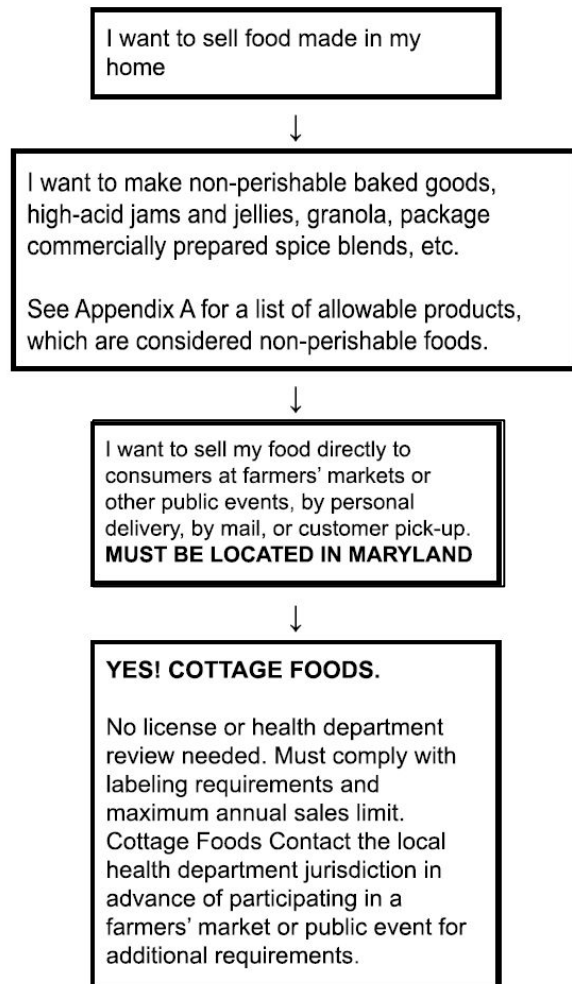 I want to sell food made in my
home
↓
I want to make non-perishable baked goods,
high-acid jams and jellies, granola, package
commercially prepared spice blends, etc.
See Appendix A for a list of allowable products,
which are considered non-perishable foods.
↓
I want to sell my food directly to
consumers at farmers’ markets or
other public events, by personal
delivery, by mail, or customer pick-up.
MUST BE LOCATED IN MARYLAND
↓
YES! COTTAGE FOODS.
No license or health department
review needed. Must comply with
labeling requirements and
maximum annual sales limit.
Cottage Foods Contact the local
health department jurisdiction in
advance of participating in a
farmers’ market or public event for
additional requirements.